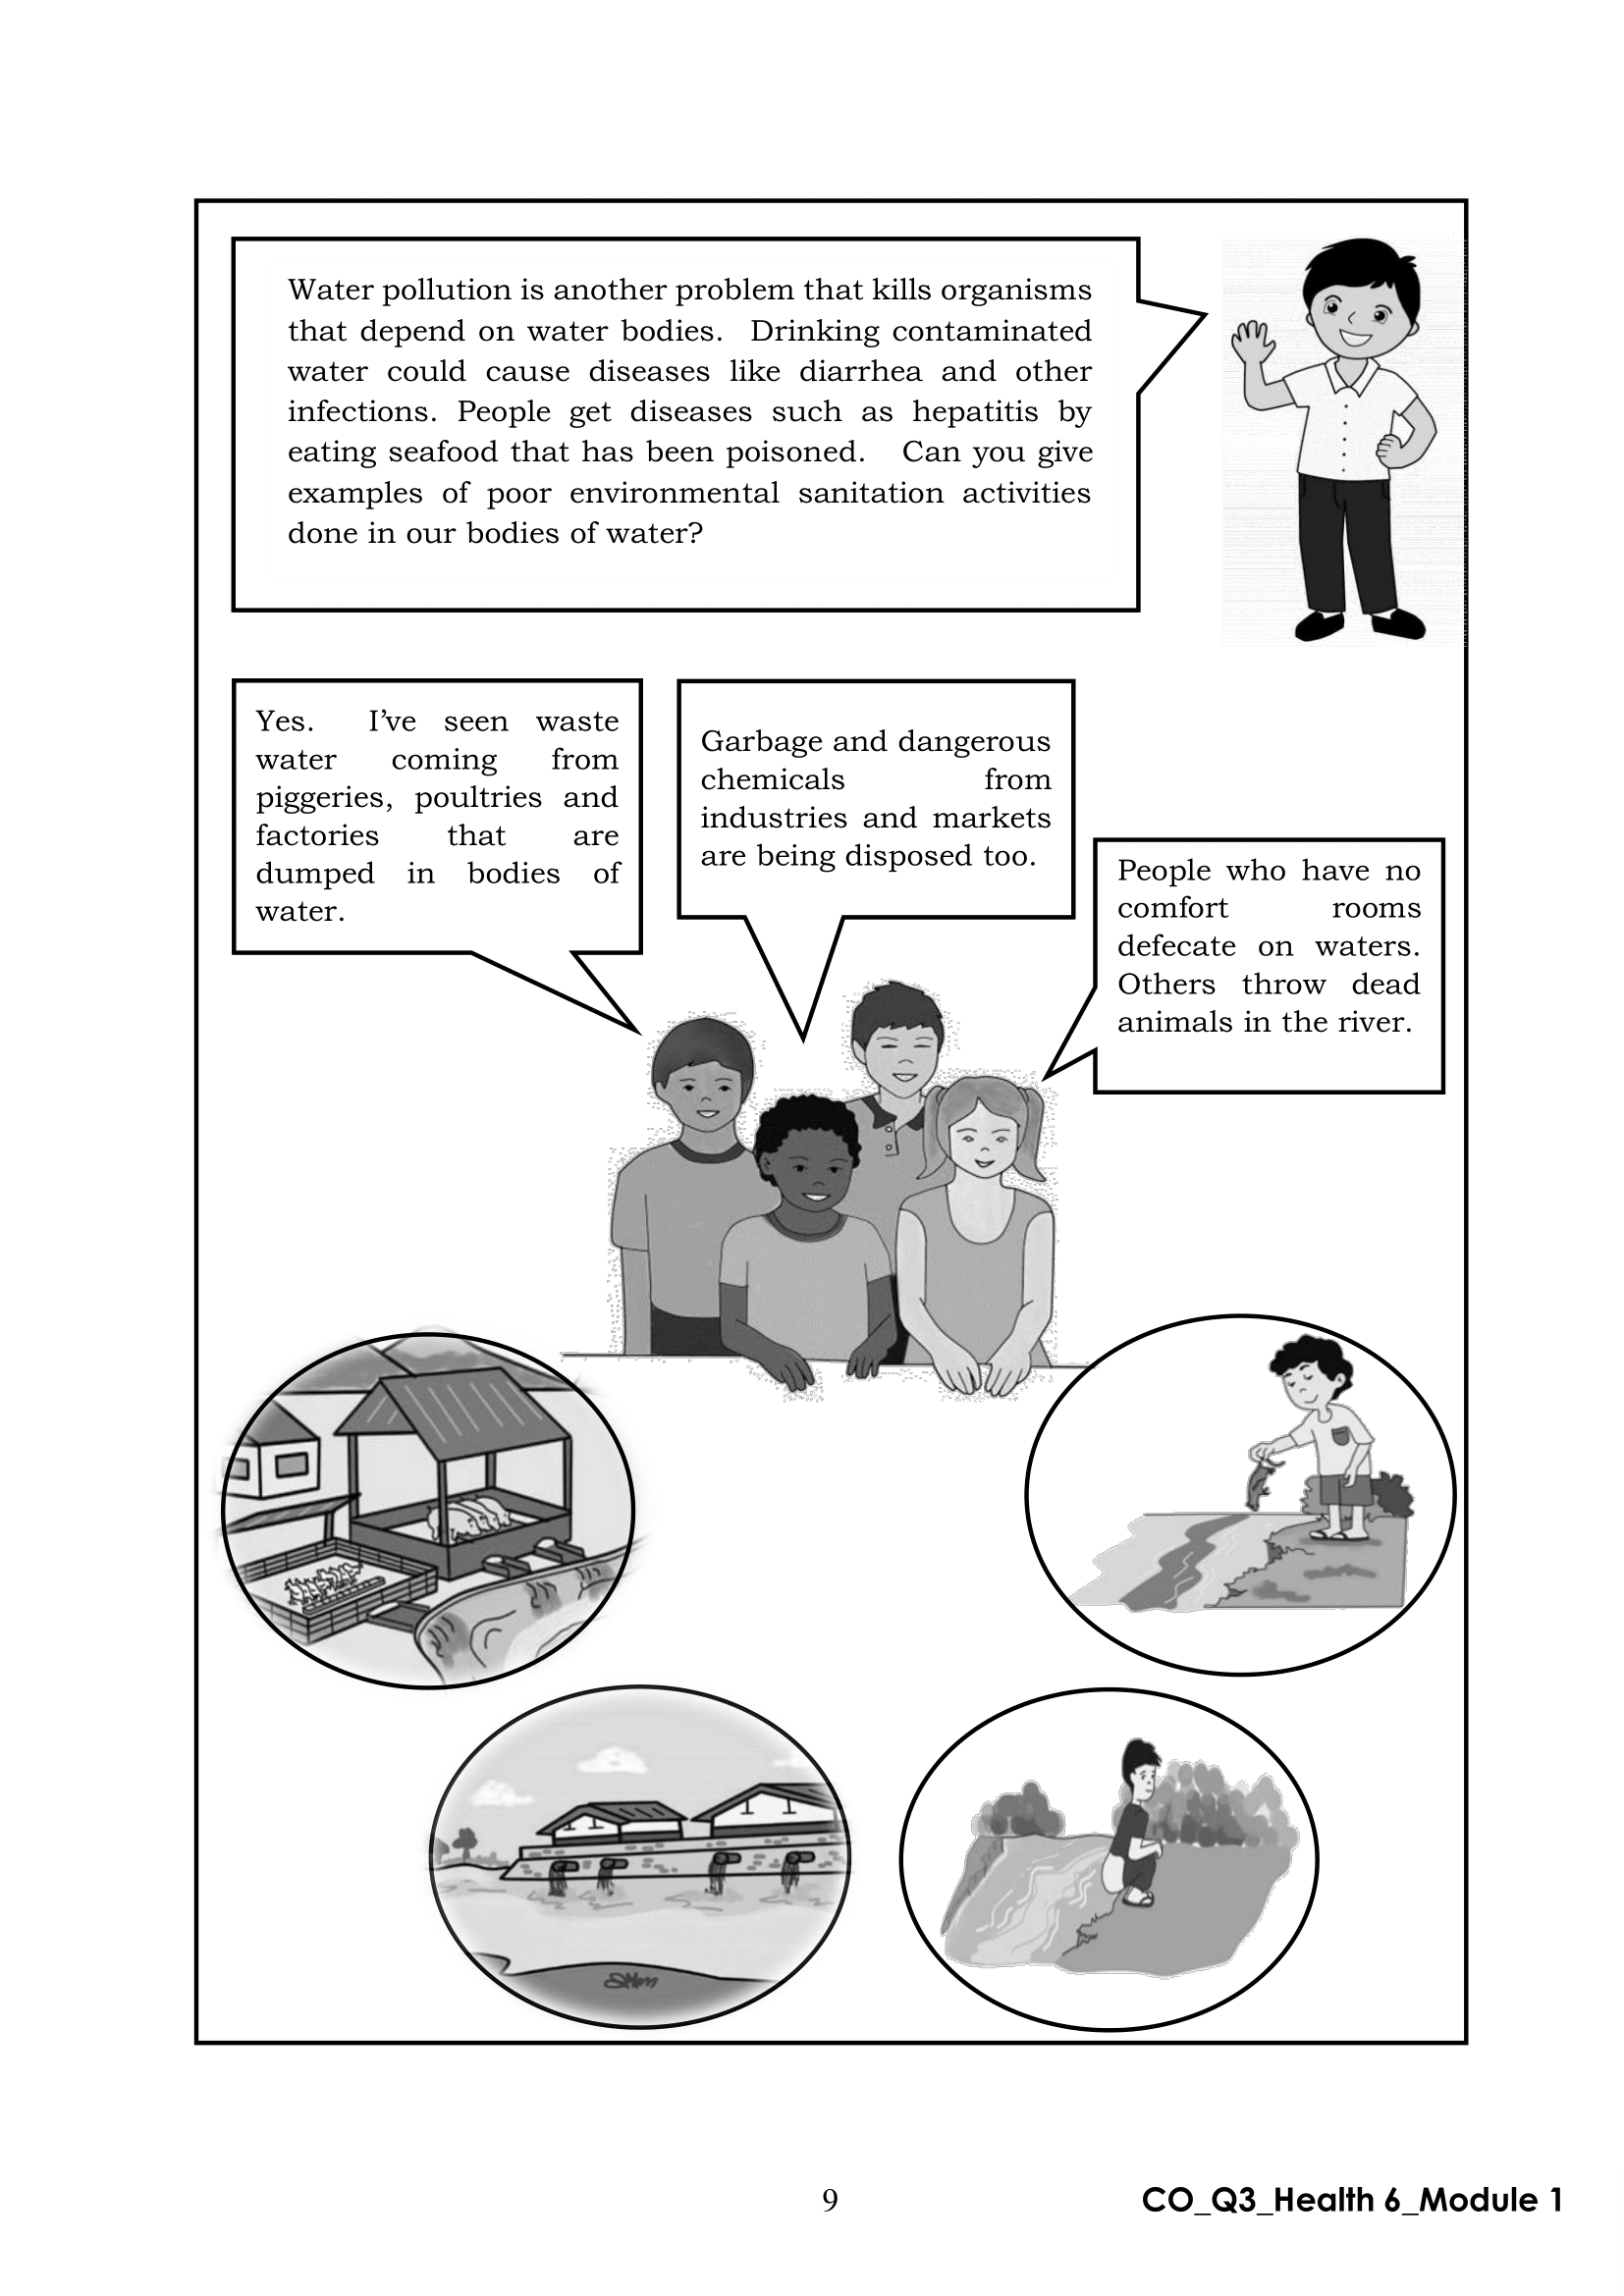 Water pollution is another problem that kills organisms
that depend on water bodies. Drinking contaminated
water could cause diseases like diarrhea and other
infections. People get diseases such as hepatitis by
eating seafood that has been poisoned. Can you give
examples of poor environmental sanitation activities
done in our bodies of water?
Yes. I’ve seen waste
water coming from
piggeries, poultries and
factories that are
dumped in bodies of
water.
Garbage and dangerous
chemicals from
industries and markets
are being disposed too.
People who have no
comfort rooms
defecate on waters.
Others throw dead
animals in the river.
9
CO_Q3_Health 6_Module 1